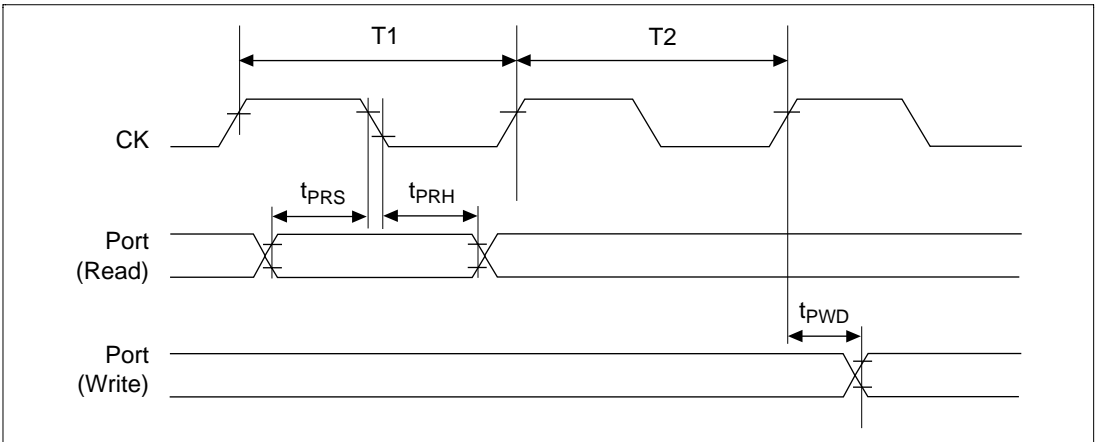 T1
T2
CK
tPRS
tPRH
Port
(Read)
tPWD
Port
(Write)